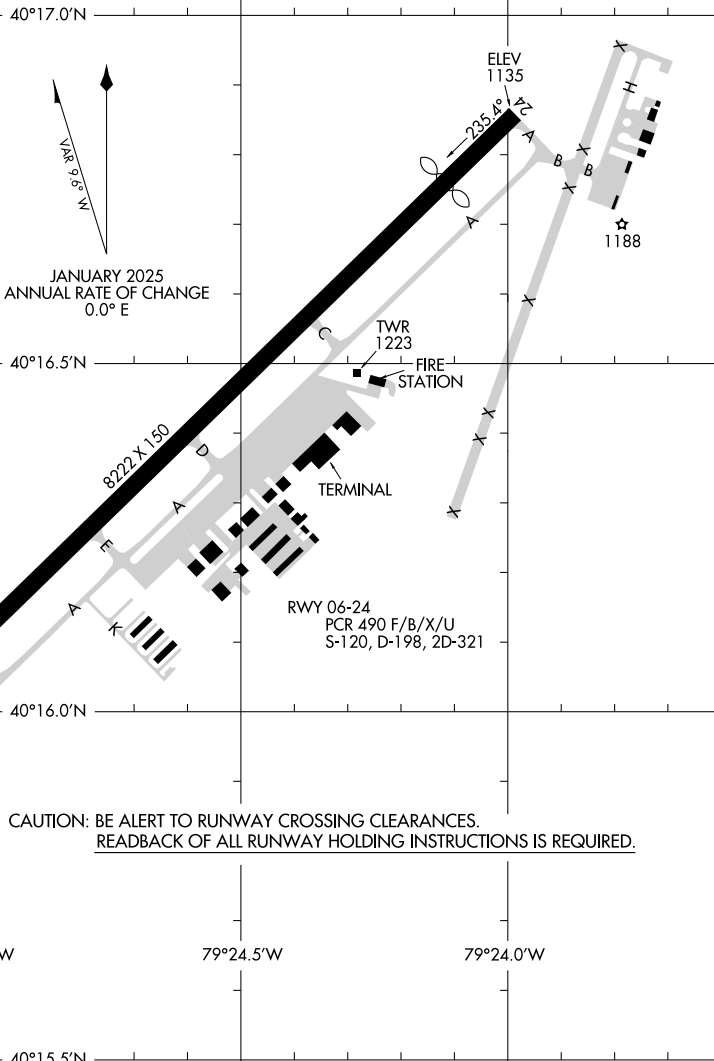 40°17.0'N
ELEV
1135
24
235.4°
A
B
B
H
X
X
X
X
X
X
X
VAR 9.6° W
1188
JANUARY 2025
ANNUAL RATE OF CHANGE
0.0° E
A
C
TWR
1223
40°16.5'N
FIRE
STATION
8222 X 150
D
TERMINAL
A
E
A
K
RWY 06-24
PCR 490 F/B/X/U
S-120, D-198, 2D-321
40°16.0'N
CAUTION: BE ALERT TO RUNWAY CROSSING CLEARANCES.
READBACK OF ALL RUNWAY HOLDING INSTRUCTIONS IS REQUIRED.
W
79°24.5'W
79°24.0'W
40°15.5'N